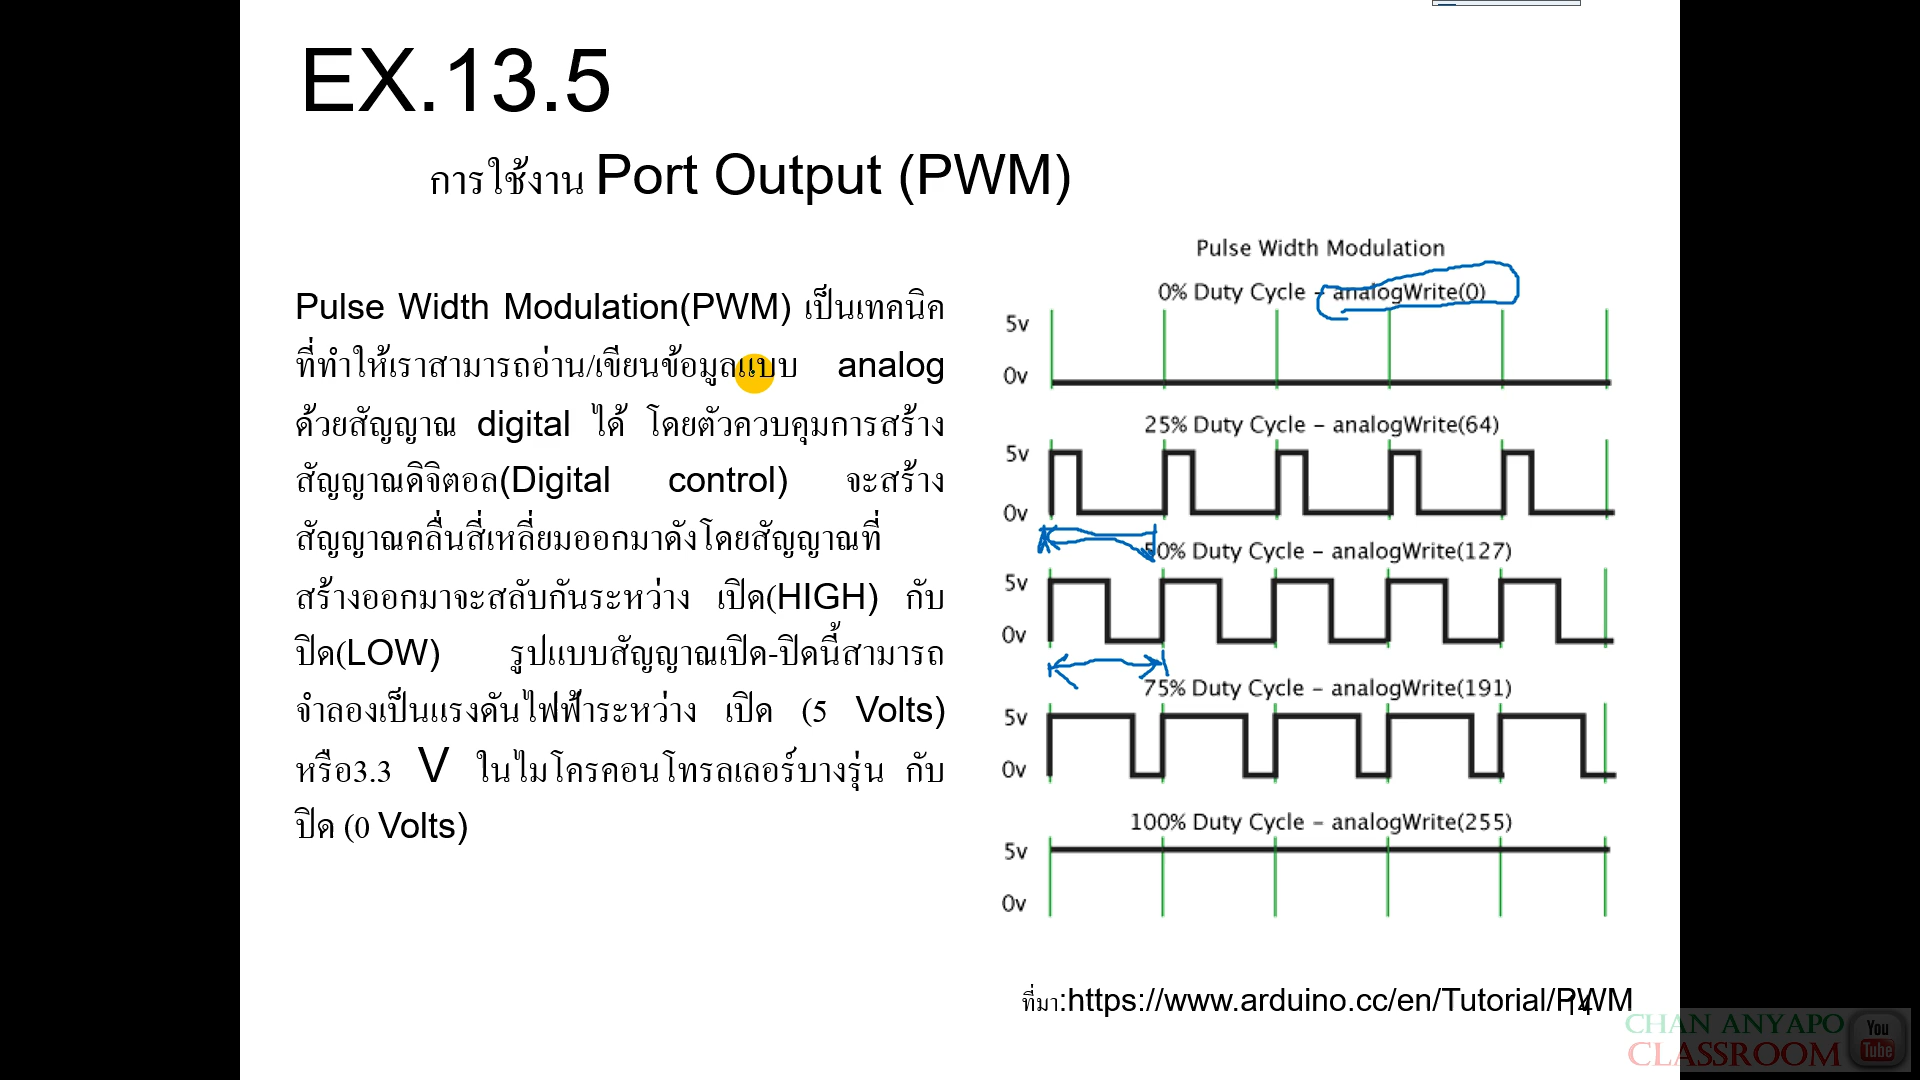 EX.13.5
การใช้งาน Port Output (PWM)
Pulse Width Modulation(PWM) เป็นเทคนิค
ที่ทำให้เราสามารถอ่าน/เขียนข้อมูลแบบ analog
ด้วยสัญญาณ digital ได้ โดยตัวควบคุมการสร้าง
สัญญาณดิจิตอล(Digital control) จะสร้าง
สัญญาณคลื่นสี่เหลี่ยมออกมาดังโดยสัญญาณที่
สร้างออกมาจะสลับกันระหว่าง เปิด(HIGH) กับ
ปิด(LOW) รูปแบบสัญญาณเปิด-ปิดนี้สามารถ
จำลองเป็นแรงดันไฟฟ้าระหว่าง เปิด (5 Volts)
หรือ3.3 V ในไมโครคอนโทรลเลอร์บางรุ่น กับ
ปิด (0 Volts)
Pulse Width Modulation
0% Duty Cycle - analogWrite(0)
5v
0v
25% Duty Cycle - analogWrite(64)
5v
0v
50% Duty Cycle - analogWrite(127)
5v
0v
75% Duty Cycle - analogWrite(191)
5v
0v
100% Duty Cycle - analogWrite(255)
5v
0v
ที่มา:https://www.arduino.cc/en/Tutorial/PWM
14
CHAN ANYAPO
CLASSROOM
You
Tube